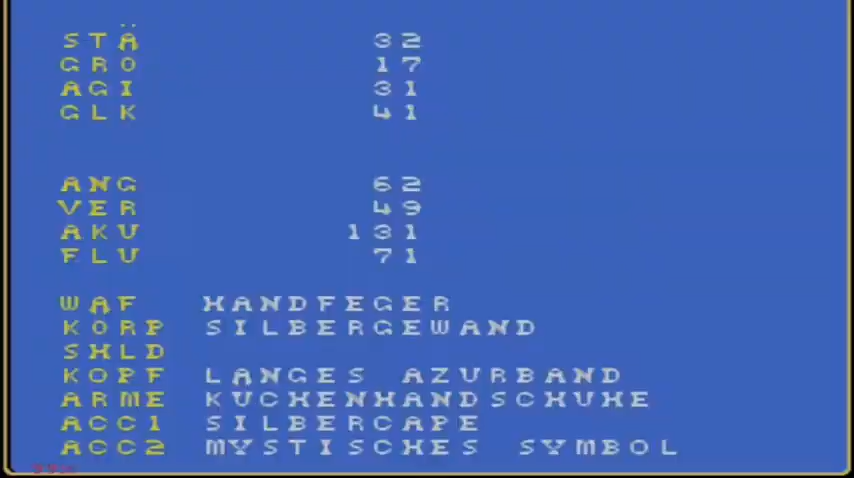 STÄ 32
GRO 17
AGI 31
GLK 41
ANG 62
VER 49
AKU 131
FLU 71
WAF HANDFEGER
KORP SILBERGEWAND
SHLD
KOPF LANGES AZURBAND
ARME KUCHENHANDSCHUHE
ACC1 SILBERCAPE
ACC2 MYSTISCHES SYMBOL